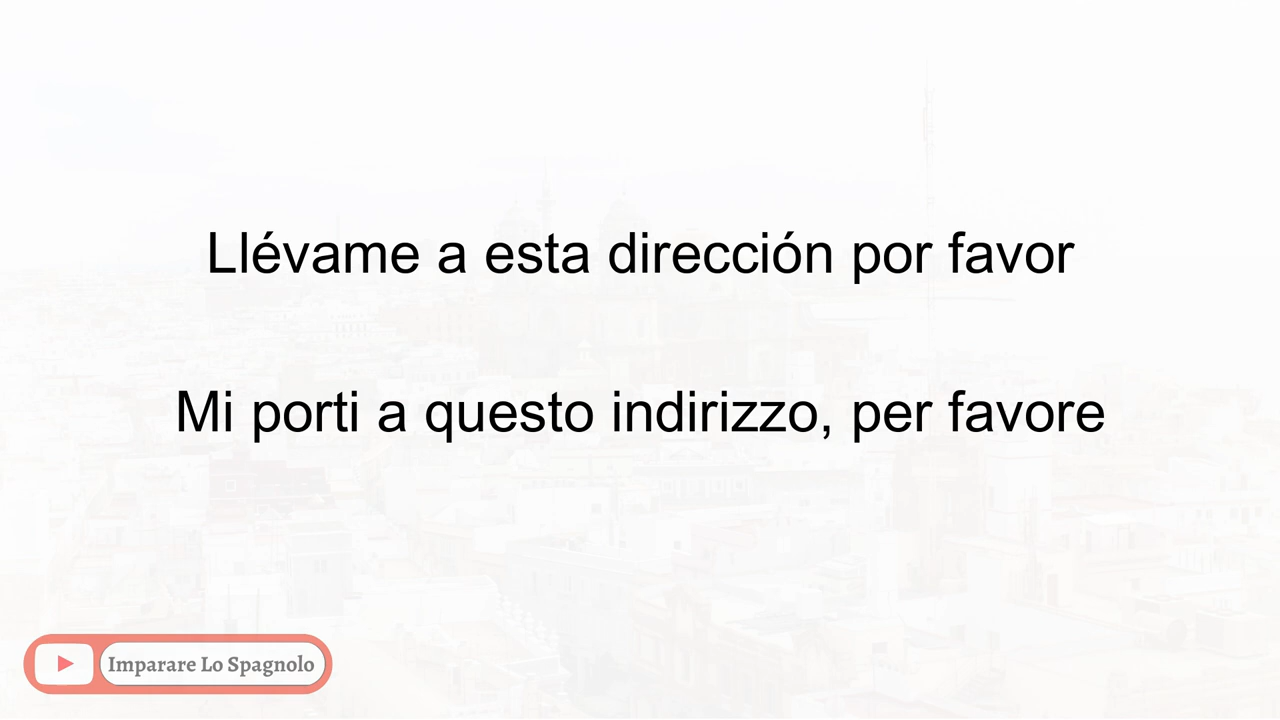 Llévame a esta dirección por favor
Mi porti a questo indirizzo, per favore
Imparare Lo Spagnolo